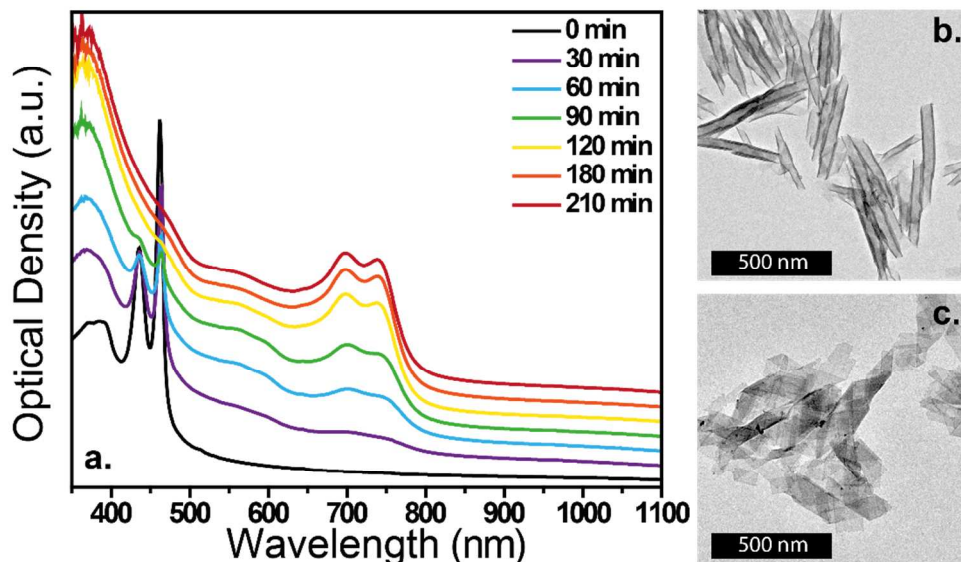 0 min
30 min
60 min
90 min
120 min
180 min
210 min
Optical Density (a.u.)
a.
400 500 600 700 800 900 1000 1100
Wavelength (nm)
b.
500 nm
c.
500 nm